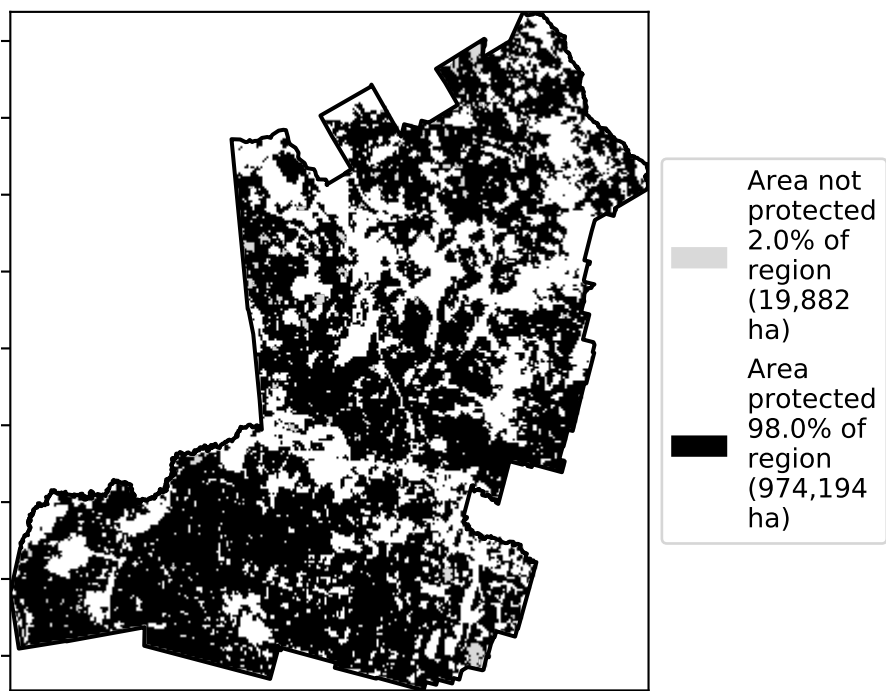 Area not
protected
2.0% of
region
(19,882
ha)
Area
protected
98.0% of
region
(974,194
ha)